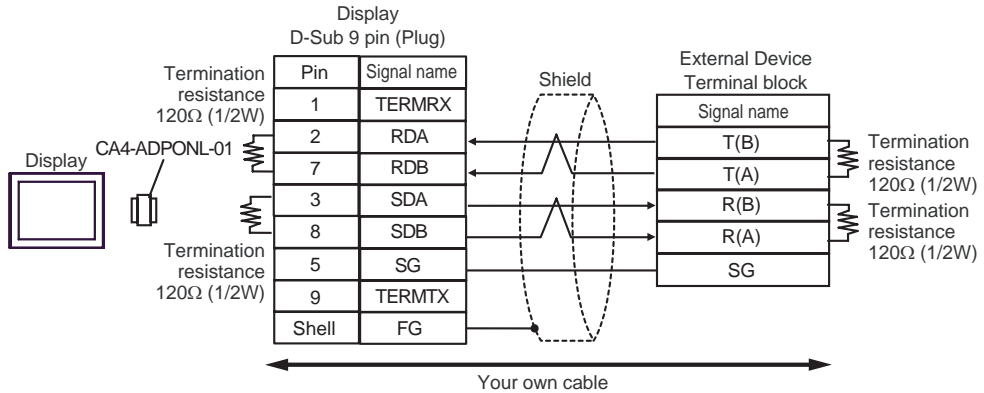 Display
D-Sub 9 pin (Plug)
Termination
resistance
120Ω (1/2W)
CA4-ADPONL-01
Display
Termination
resistance
120Ω (1/2W)
Pin Signal name
1 TERMRX
2 RDA
7 RDB
3 SDA
8 SDB
5 SG
9 TERMTX
Shell FG
Shield
External Device
Terminal block
Signal name
T(B)
T(A)
R(B)
R(A)
SG
Termination
resistance
120Ω (1/2W)
Termination
resistance
120Ω (1/2W)
Your own cable